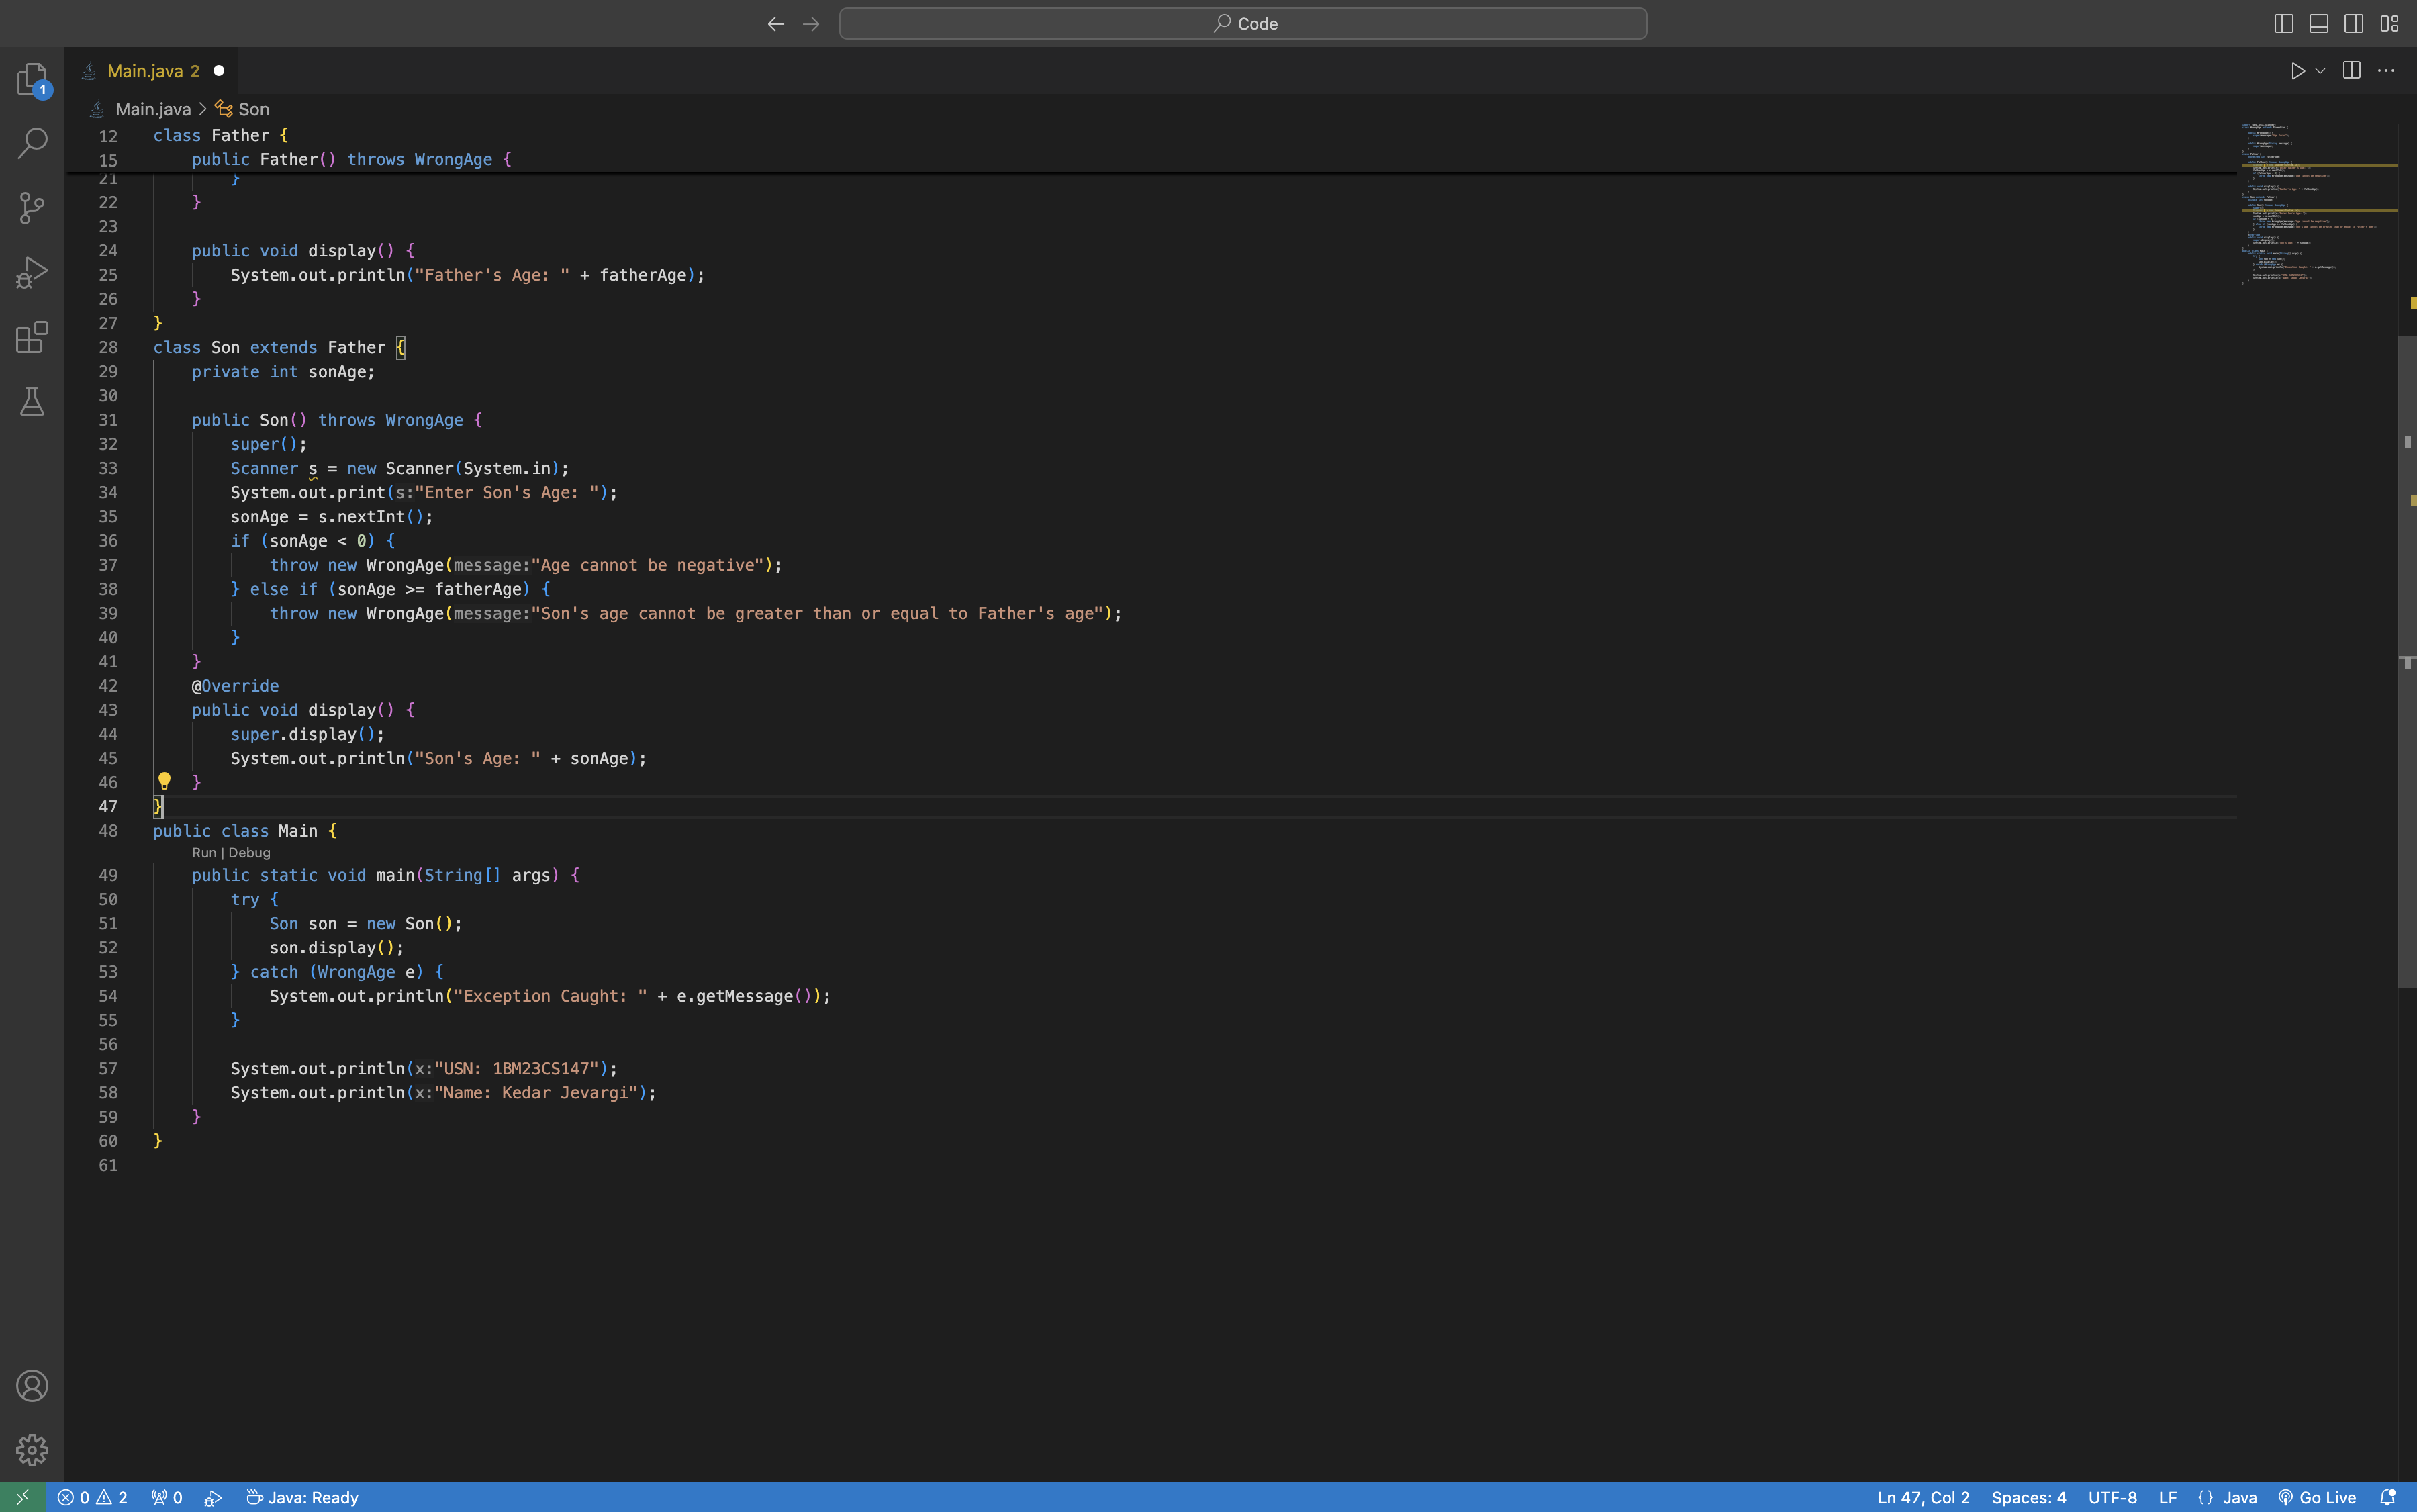 Code
Main.java 2
1
Main.java > Son
12 class Father {
15 public Father() throws WrongAge {
21 }
22 }
23
24 public void display() {
25 System.out.println("Father's Age: " + fatherAge);
26 }
27 }
28 class Son extends Father {
29 private int sonAge;
30
31 public Son() throws WrongAge {
32 super();
33 Scanner s = new Scanner(System.in);
34 System.out.print(s:"Enter Son's Age: ");
35 sonAge = s.nextInt();
36 if (sonAge < 0) {
37 throw new WrongAge(message:"Age cannot be negative");
38 } else if (sonAge >= fatherAge) {
39 throw new WrongAge(message:"Son's age cannot be greater than or equal to Father's age");
40 }
41 }
42 @Override
43 public void display() {
44 super.display();
45 System.out.println("Son's Age: " + sonAge);
46 }
47 }
48 public class Main {
Run | Debug
49 public static void main(String[] args) {
50 try {
51 Son son = new Son();
52 son.display();
53 } catch (WrongAge e) {
54 System.out.println("Exception Caught: " + e.getMessage());
55 }
56
57 System.out.println(x:"USN: 1BM23CS147");
58 System.out.println(x:"Name: Kedar Jevargi");
59 }
60 }
61
0 2 0 Java: Ready Ln 47, Col 2 Spaces: 4 UTF-8 LF {} Java Go Live